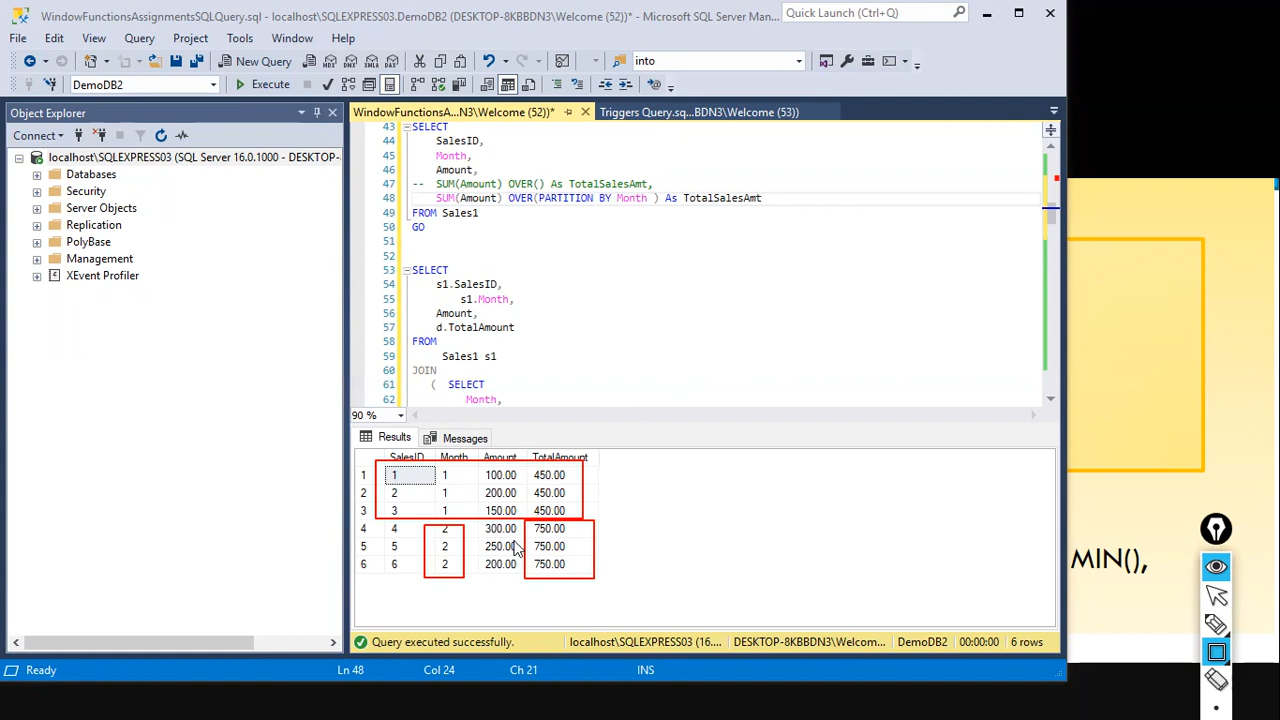 WindowFunctionsAssignmentsSQLQuery.sql - localhost\SQLEXPRESS03.DemoDB2 (DESKTOP-8KBBDN3\Welcome (52))* - Microsoft SQL Server Man...
Quick Launch (Ctrl+Q)
File Edit View Query Project Tools Window Help
New Query
into
DemoDB2
Execute
Object Explorer
WindowFunctionsA...N3\Welcome (52))*
Triggers Query.sq...BDN3\Welcome (53))
Connect
localhost\SQLEXPRESS03 (SQL Server 16.0.1000 - DESKTOP-
Databases
Security
Server Objects
Replication
PolyBase
Management
XEvent Profiler
43 SELECT
44 SalesID,
45 Month,
46 Amount,
47 -- SUM(Amount) OVER() As TotalSalesAmt,
48 SUM(Amount) OVER(PARTITION BY Month ) As TotalSalesAmt
49 FROM Sales1
50 GO
51
52
53 SELECT
54 s1.SalesID,
55 s1.Month,
56 Amount,
57 d.TotalAmount
58 FROM
59 Sales1 s1
60 JOIN
61 ( SELECT
62 Month,
90 %
Results Messages
SalesID Month Amount TotalAmount
1 1 1 100.00 450.00
2 2 1 200.00 450.00
3 3 1 150.00 450.00
4 4 2 300.00 750.00
5 5 2 250.00 750.00
6 6 2 200.00 750.00
MIN(),
Query executed successfully.
localhost\SQLEXPRESS03 (16.... DESKTOP-8KBBDN3\Welcom... DemoDB2 00:00:00 6 rows
Ready Ln 48 Col 24 Ch 21 INS